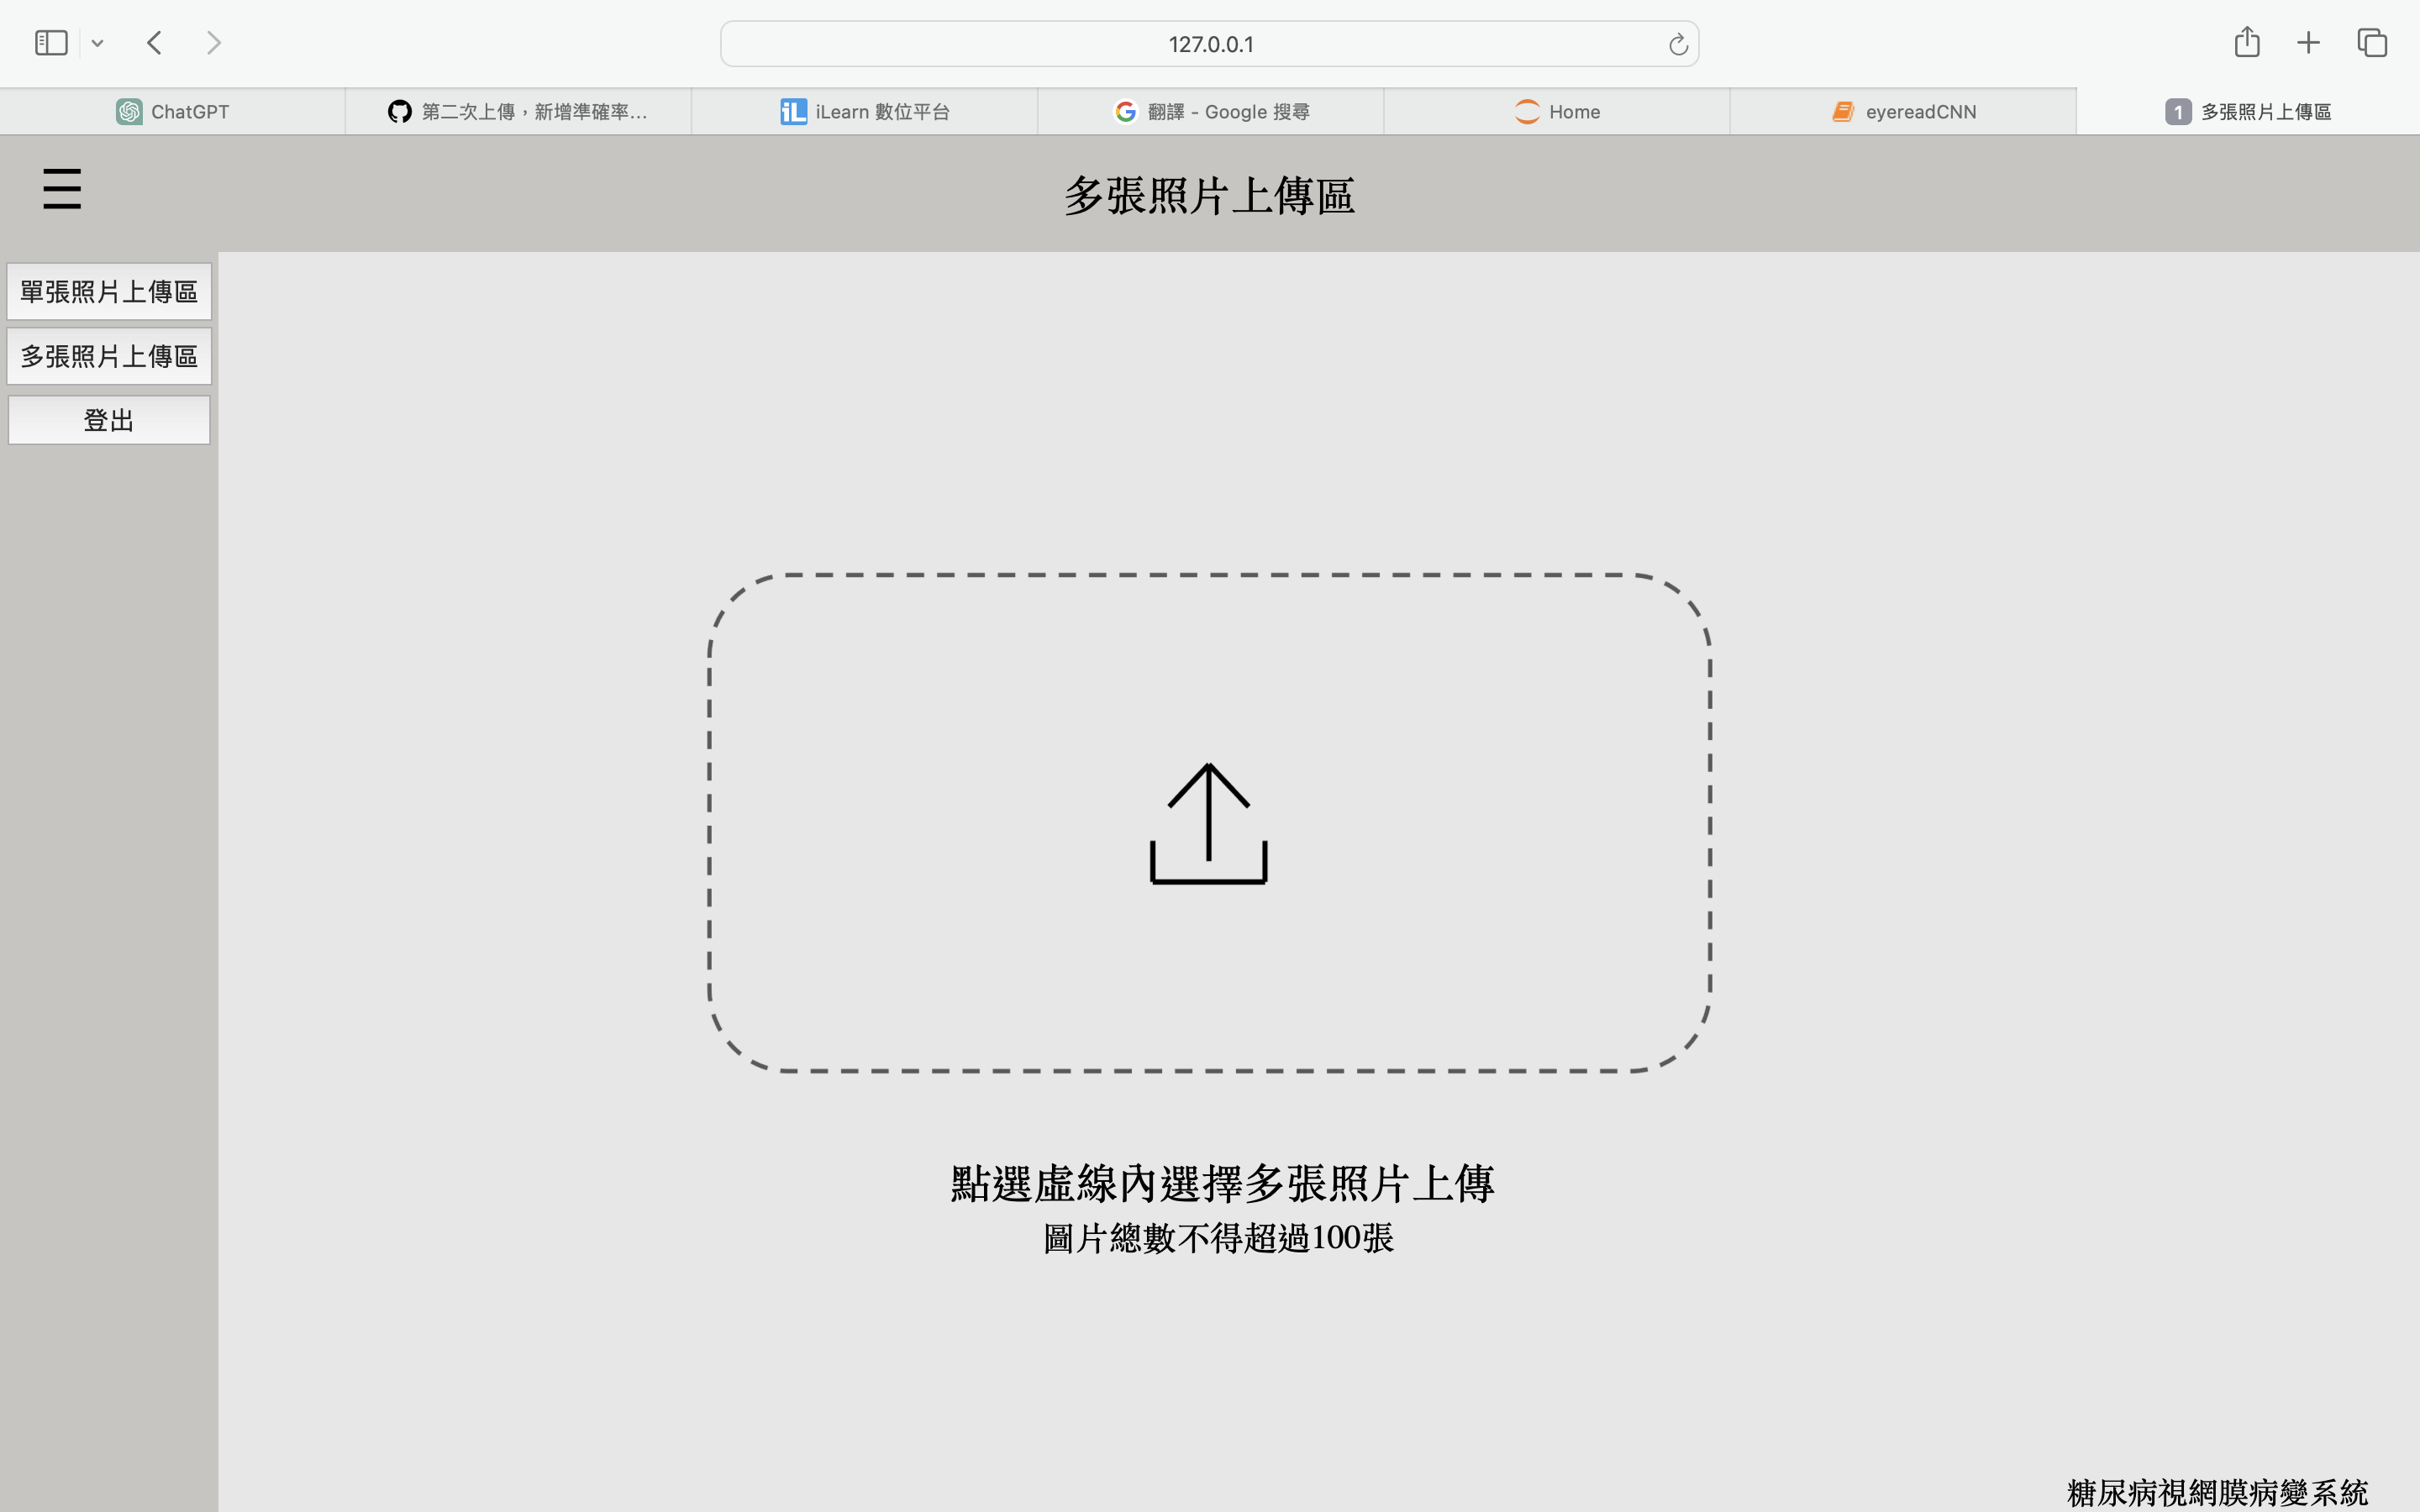 127.0.0.1
ChatGPT
第二次上傳，新增準確率...
iLearn 數位平台
翻譯 - Google 搜尋
Home
eyereadCNN
1 多張照片上傳區
多張照片上傳區
單張照片上傳區
多張照片上傳區
登出
點選虛線內選擇多張照片上傳
圖片總數不得超過100張
糖尿病視網膜病變系統